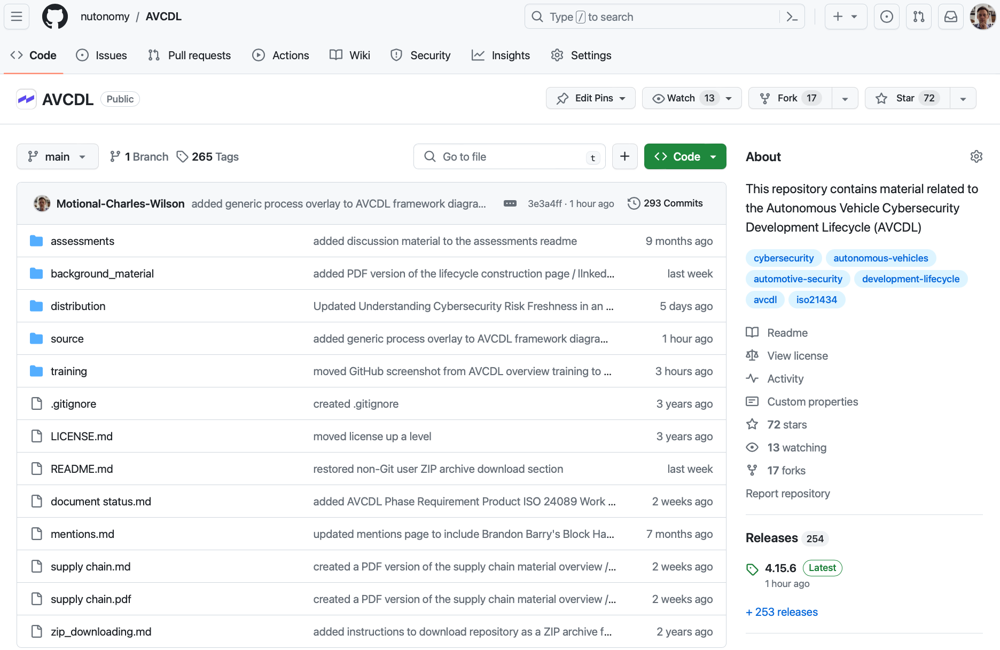 nutonomy / AVCDL
Type / to search
Code Issues Pull requests Actions Wiki Security Insights Settings
AVCDL Public
Edit Pins Watch 13 Fork 17 Star 72
main 1 Branch 265 Tags
Go to file t
Code
Motional-Charles-Wilson added generic process overlay to AVCDL framework diagra... 3e3a4ff · 1 hour ago 293 Commits
assessments added discussion material to the assessments readme 9 months ago
background_material added PDF version of the lifecycle construction page / lInked... last week
distribution Updated Understanding Cybersecurity Risk Freshness in an ... 5 days ago
source added generic process overlay to AVCDL framework diagra... 1 hour ago
training moved GitHub screenshot from AVCDL overview training to ... 3 hours ago
.gitignore created .gitignore 3 years ago
LICENSE.md moved license up a level 3 years ago
README.md restored non-Git user ZIP archive download section last week
document status.md added AVCDL Phase Requirement Product ISO 24089 Work ... 2 weeks ago
mentions.md updated mentions page to include Brandon Barry's Block Ha... 7 months ago
supply chain.md created a PDF version of the supply chain material overview /... 2 weeks ago
supply chain.pdf created a PDF version of the supply chain material overview /... 2 weeks ago
zip_downloading.md added instructions to download repository as a ZIP archive f... 2 years ago
About
This repository contains material related to
the Autonomous Vehicle Cybersecurity
Development Lifecycle (AVCDL)
cybersecurity autonomous-vehicles
automotive-security development-lifecycle
avcdl iso21434
Readme
View license
Activity
Custom properties
72 stars
13 watching
17 forks
Report repository
Releases 254
4.15.6 Latest
1 hour ago
+ 253 releases